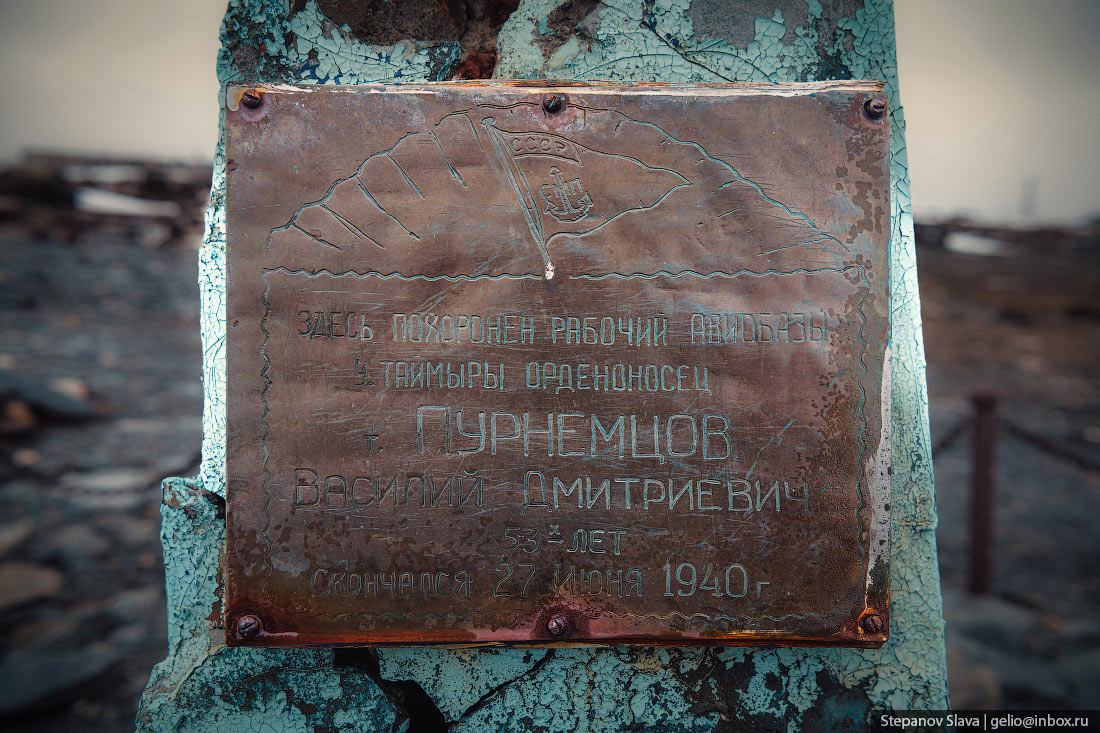 СССР
ЗДЕСЬ ПОХОРОНЕН РАБОЧИЙ АВИОБАЗЫ
У. ТАЙМЫРЫ ОРДЕНОНОСЕЦ
т. ПУРНЕМЦОВ
ВАСИЛИЙ ДМИТРИЕВИЧ
53х ЛЕТ
СКОНЧАЛСЯ 27 ИЮНЯ 1940 г.
Stepanov Slava | gelio@inbox.ru